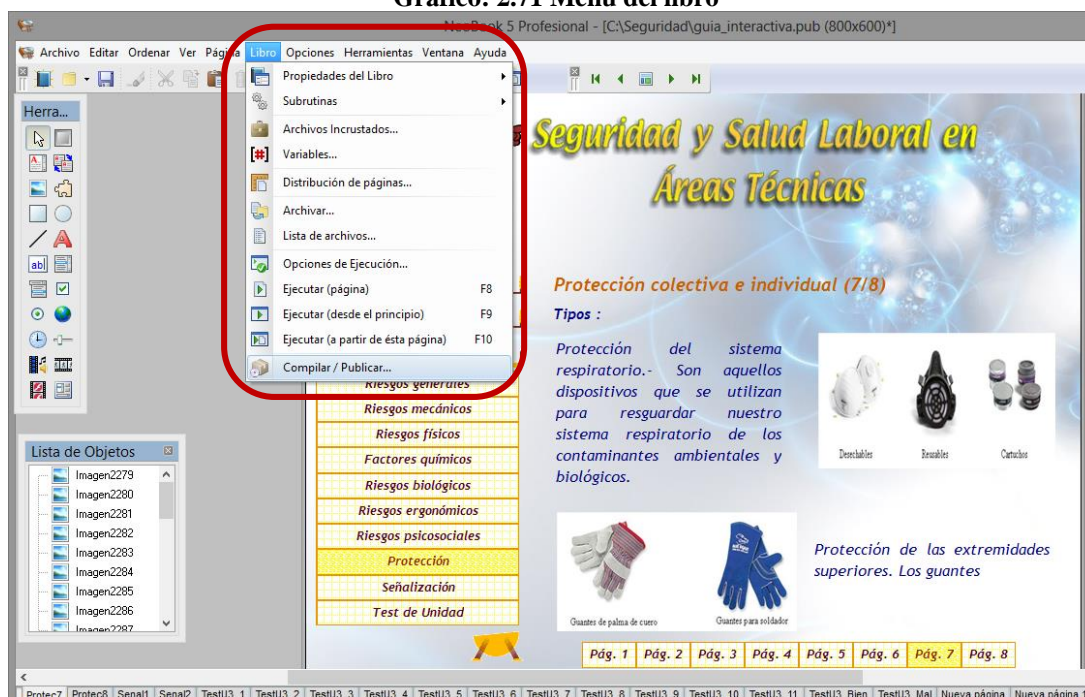 Gráfico: 2.71 Menú del libro
NeoBook 5 Profesional - [C:\Seguridad\guia_interactiva.pub (800x600)*]
Archivo Editar Ordenar Ver Página Libro Opciones Herramientas Ventana Ayuda
Herra...
Propiedades del Libro
Subrutinas
Archivos Incrustados...
Variables...
Distribución de páginas...
Archivar...
Lista de archivos...
Opciones de Ejecución...
Ejecutar (página) F8
Ejecutar (desde el principio) F9
Ejecutar (a partir de ésta página) F10
Compilar / Publicar...
Seguridad y Salud Laboral en
Áreas Técnicas
Protección colectiva e individual (7/8)
Tipos :
Protección del sistema
respiratorio.- Son aquellos
dispositivos que se utilizan
para resguardar nuestro
sistema respiratorio de los
contaminantes ambientales y
biológicos.
Desechables Reusables Cartuchos
Riesgos generales
Riesgos mecánicos
Riesgos físicos
Factores químicos
Riesgos biológicos
Riesgos ergonómicos
Riesgos psicosociales
Protección
Señalización
Test de Unidad
Lista de Objetos
Imagen2279
Imagen2280
Imagen2281
Imagen2282
Imagen2283
Imagen2284
Imagen2285
Imagen2286
Imagen2287
Protección de las extremidades
superiores. Los guantes
Guantes de palma de cuero Guantes para soldador
Pág. 1 Pág. 2 Pág. 3 Pág. 4 Pág. 5 Pág. 6 Pág. 7 Pág. 8
Protec7 Protec8 Senal1 Senal2 TestU3_1 TestU3_2 TestU3_3 TestU3_4 TestU3_5 TestU3_6 TestU3_7 TestU3_8 TestU3_9 TestU3_10 TestU3_11 TestU3_Bien TestU3_Mal Nueva página Nueva página 1